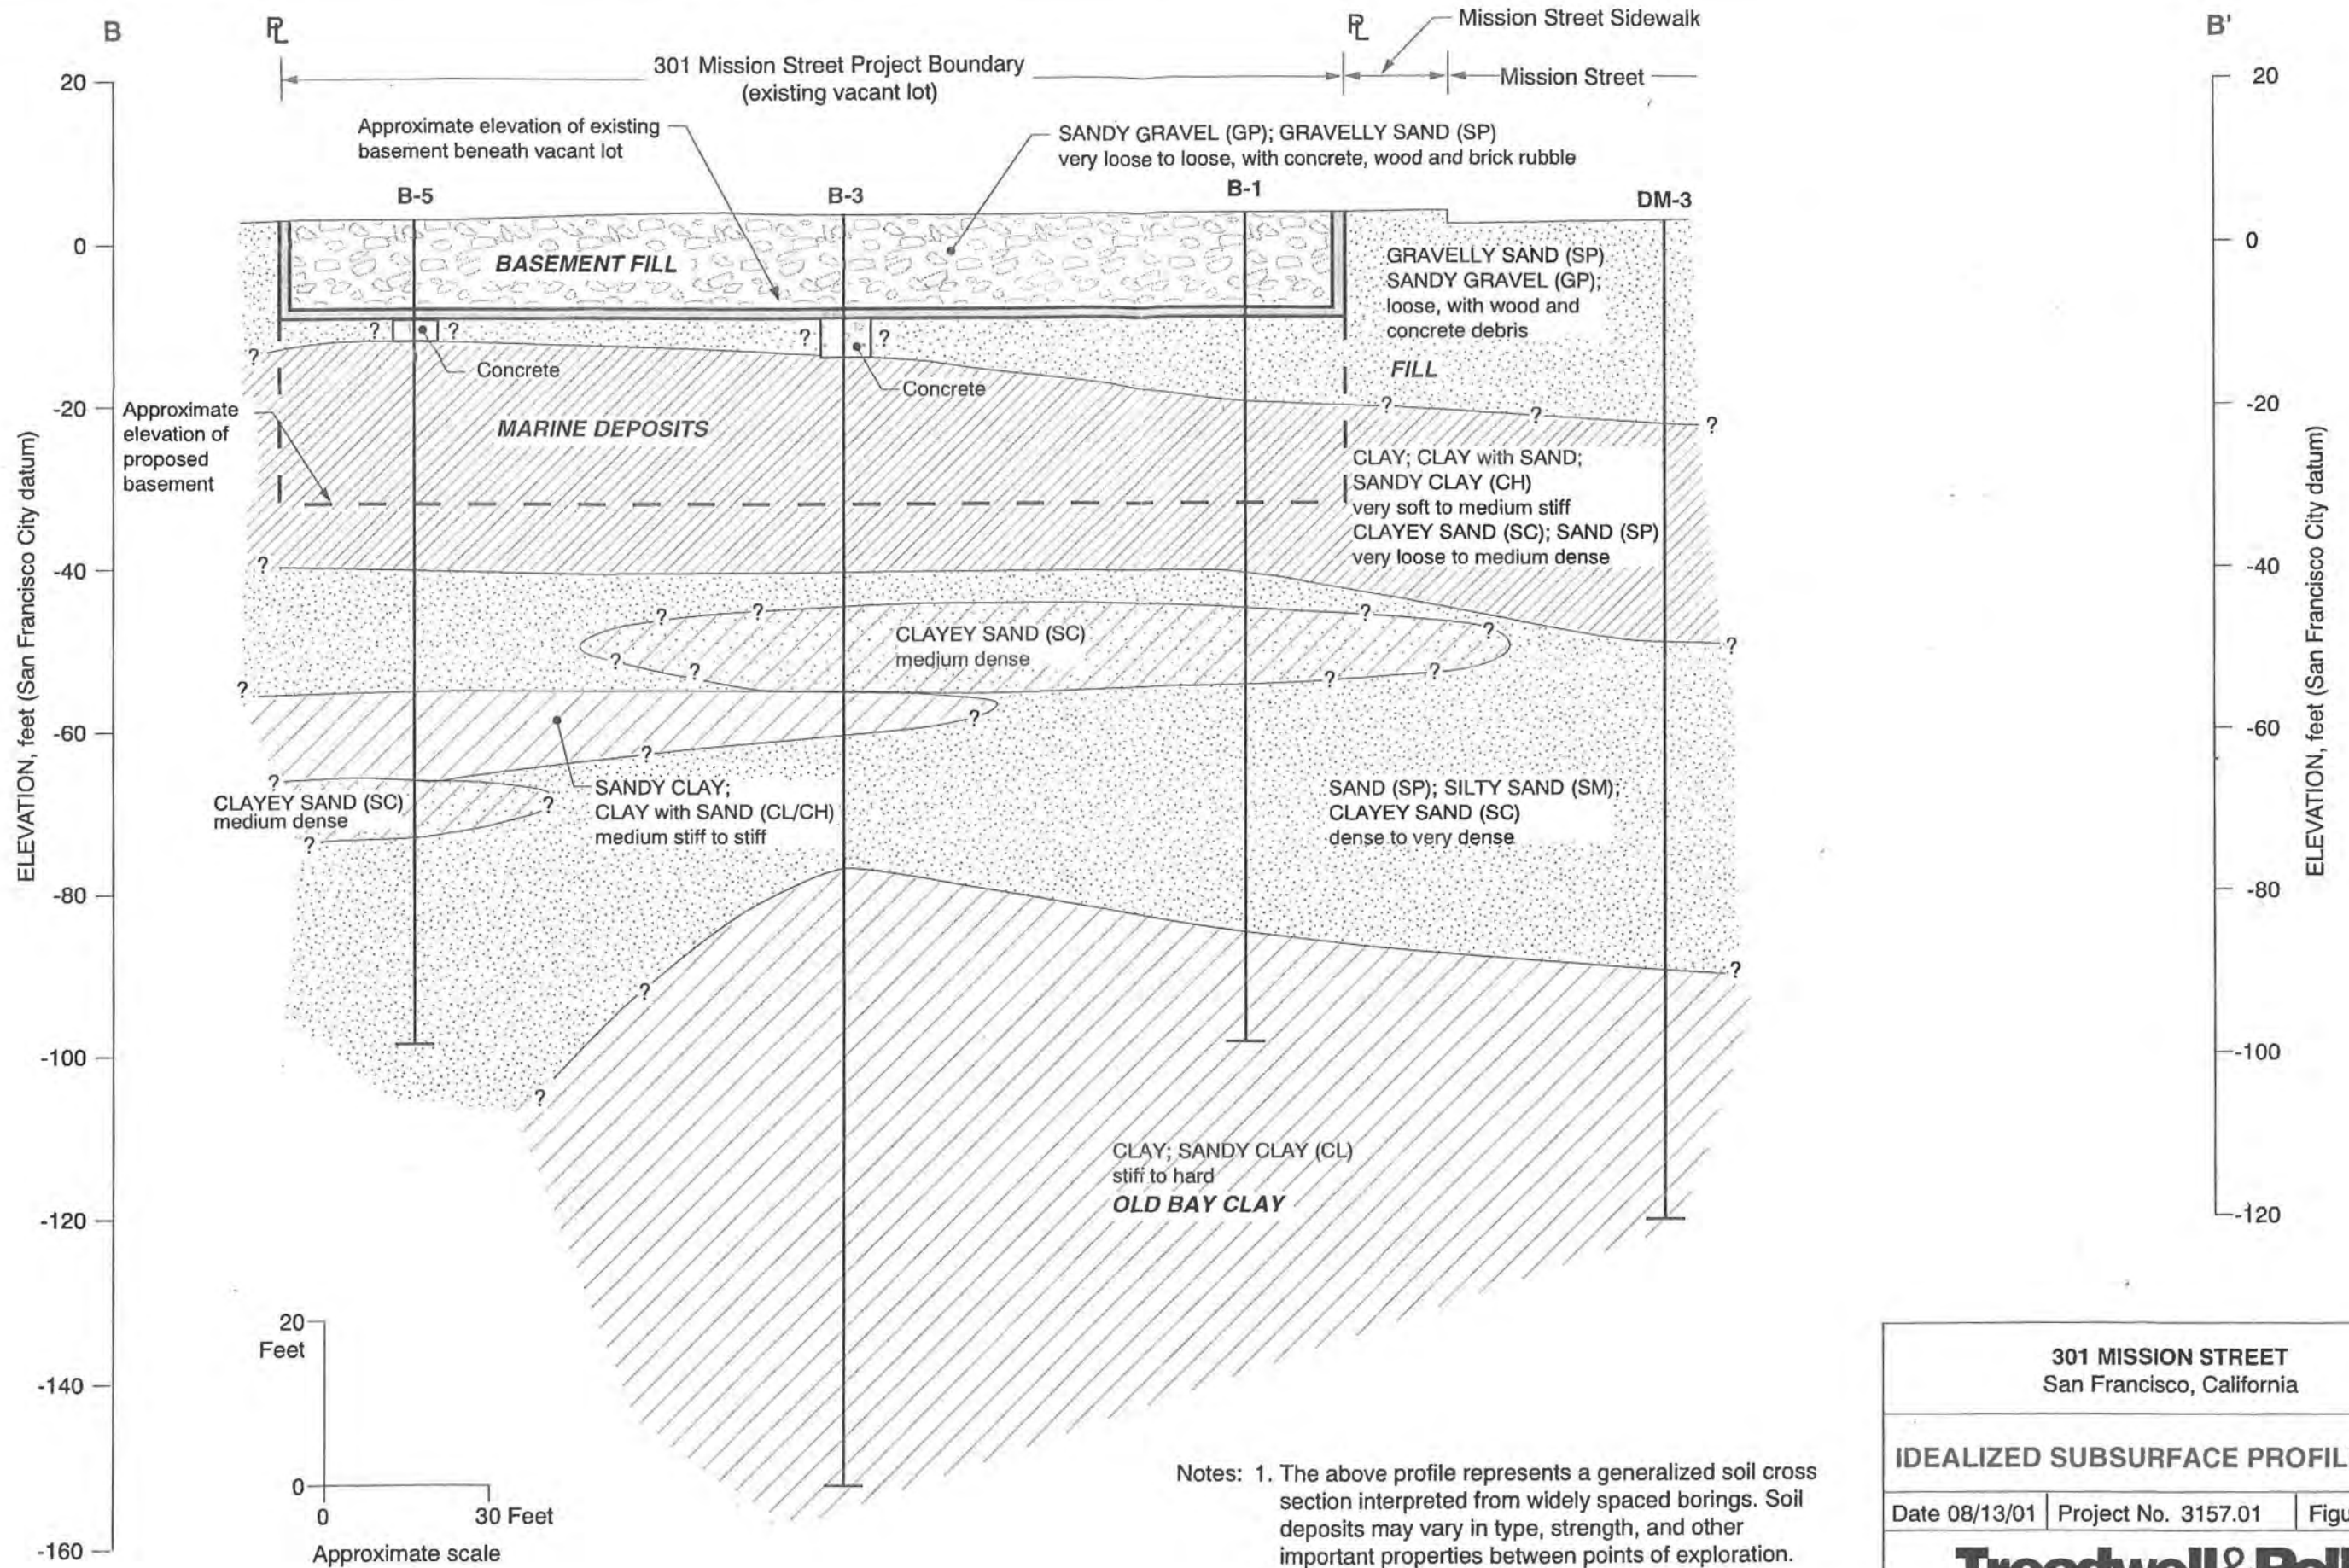 B
PL
PL
Mission Street Sidewalk
B'
301 Mission Street Project Boundary
(existing vacant lot)
Mission Street
20
20
Approximate elevation of existing
basement beneath vacant lot
SANDY GRAVEL (GP); GRAVELLY SAND (SP)
very loose to loose, with concrete, wood and brick rubble
B-5
B-3
B-1
DM-3
0
0
BASEMENT FILL
GRAVELLY SAND (SP)
SANDY GRAVEL (GP);
loose, with wood and
concrete debris
FILL
?
?
?
?
?
Concrete
Concrete
-20
-20
Approximate
elevation of
proposed
basement
MARINE DEPOSITS
?
?
?
CLAY; CLAY with SAND;
SANDY CLAY (CH)
very soft to medium stiff
CLAYEY SAND (SC); SAND (SP)
very loose to medium dense
ELEVATION, feet (San Francisco City datum)
ELEVATION, feet (San Francisco City datum)
?
-40
-40
?
?
?
?
?
?
?
?
?
CLAYEY SAND (SC)
medium dense
?
?
?
-60
-60
?
CLAYEY SAND (SC)
medium dense
?
?
SANDY CLAY;
CLAY with SAND (CL/CH)
medium stiff to stiff
SAND (SP); SILTY SAND (SM);
CLAYEY SAND (SC)
dense to very dense
-80
-80
?
?
-100
-100
?
CLAY; SANDY CLAY (CL)
stiff to hard
OLD BAY CLAY
-120
-120
20
Feet
0
0
30 Feet
Approximate scale
-140
-160
Notes: 1. The above profile represents a generalized soil cross
section interpreted from widely spaced borings. Soil
deposits may vary in type, strength, and other
important properties between points of exploration.
301 MISSION STREET
San Francisco, California
IDEALIZED SUBSURFACE PROFIL
Date 08/13/01
Project No. 3157.01
Figu